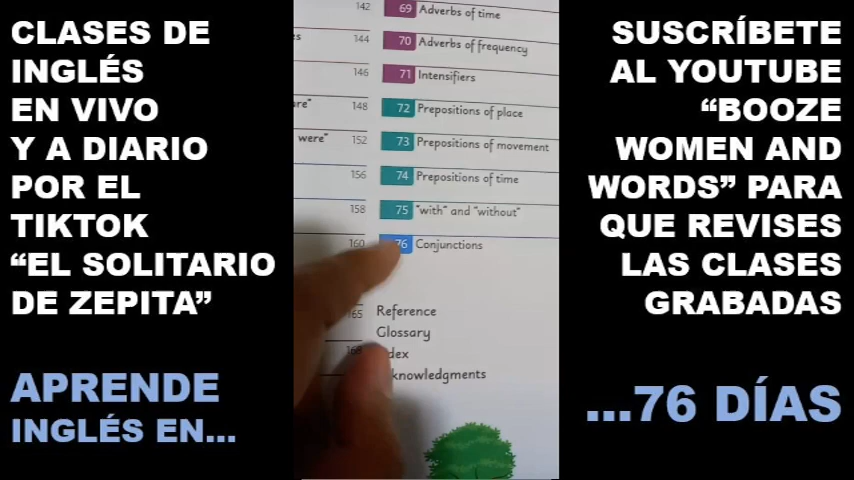 CLASES DE
INGLÉS
EN VIVO
Y A DIARIO
POR EL
TIKTOK
“EL SOLITARIO
DE ZEPITA”
APRENDE
INGLÉS EN...
142 69 Adverbs of time
144 70 Adverbs of frequency
146 71 Intensifiers
148 72 Prepositions of place
were" 152 73 Prepositions of movement
156 74 Prepositions of time
158 75 "with" and "without"
160 76 Conjunctions
165 Reference
Glossary
168
Acknowledgments
SUSCRÍBETE
AL YOUTUBE
“BOOZE
WOMEN AND
WORDS” PARA
QUE REVISES
LAS CLASES
GRABADAS
...76 DÍAS